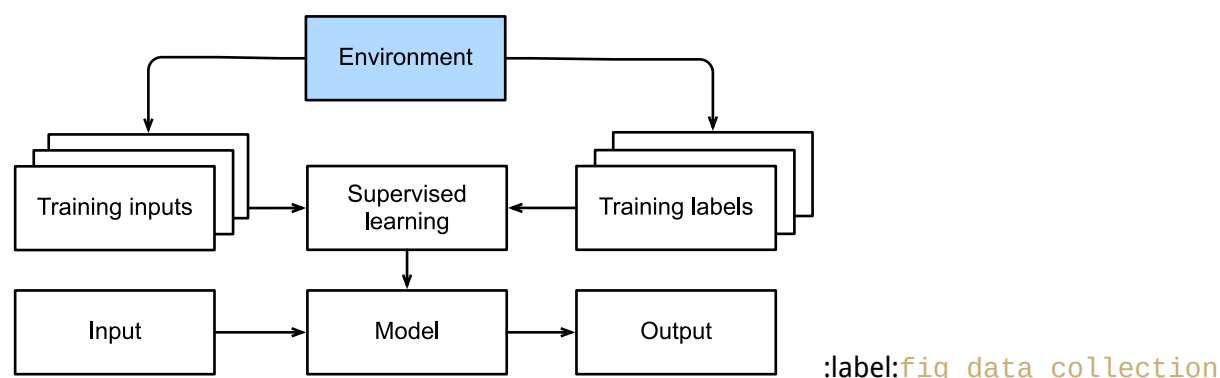 Environment
Training inputs
Supervised
learning
Training labels
Input
Model
Output
:label:fig_data_collection